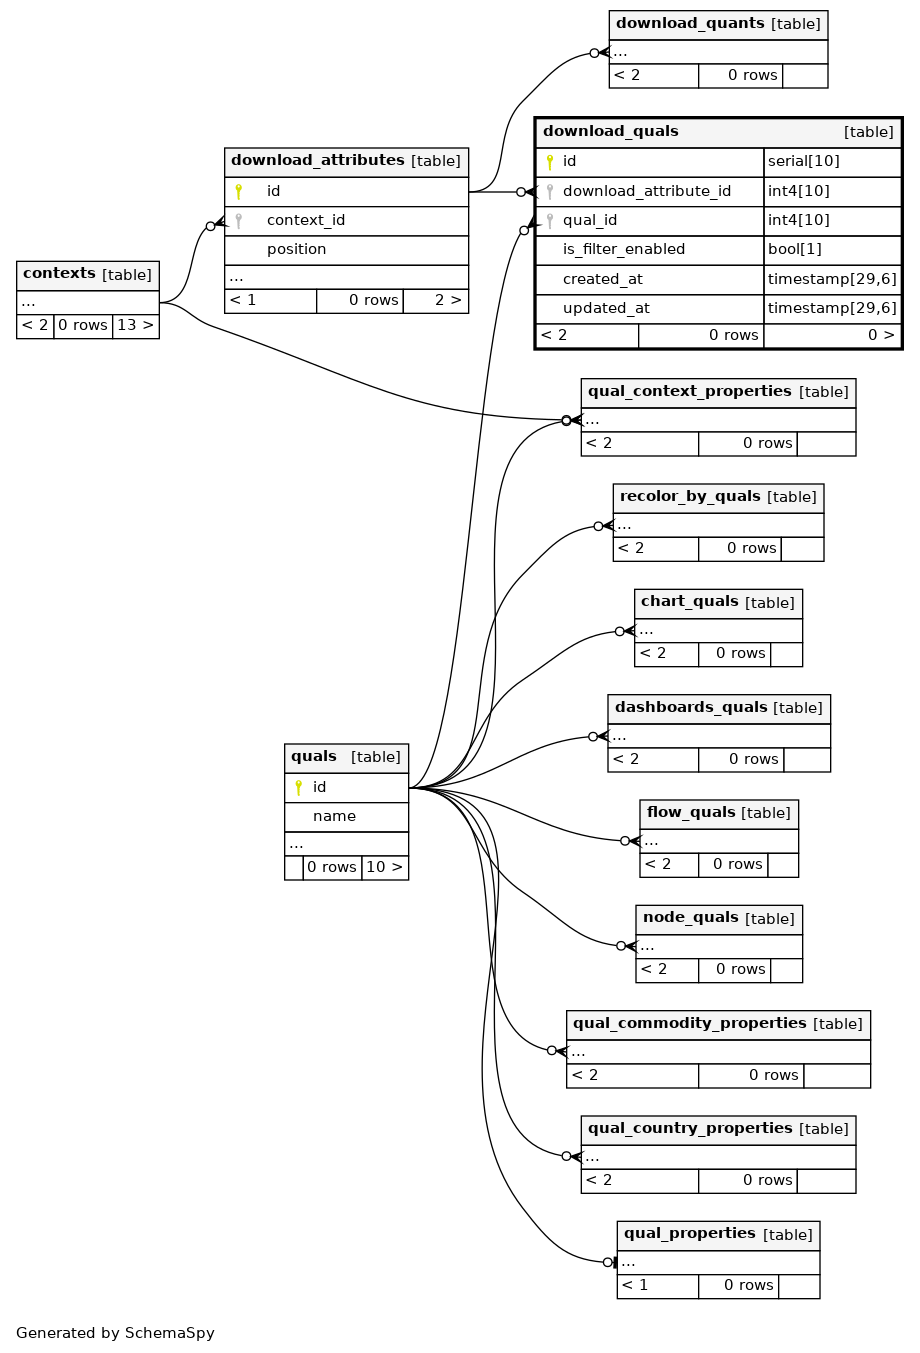 download_quants [table]
...
< 2 0 rows
download_quals [table]
id serial[10]
download_attribute_id int4[10]
qual_id int4[10]
is_filter_enabled bool[1]
created_at timestamp[29,6]
updated_at timestamp[29,6]
< 2 0 rows 0 >
download_attributes [table]
id
context_id
position
...
< 1 0 rows 2 >
contexts [table]
...
< 2 0 rows 13 >
qual_context_properties [table]
...
< 2 0 rows
recolor_by_quals [table]
...
< 2 0 rows
chart_quals [table]
...
< 2 0 rows
dashboards_quals [table]
...
< 2 0 rows
quals [table]
id
name
...
0 rows 10 >
flow_quals [table]
...
< 2 0 rows
node_quals [table]
...
< 2 0 rows
qual_commodity_properties [table]
...
< 2 0 rows
qual_country_properties [table]
...
< 2 0 rows
qual_properties [table]
...
< 1 0 rows
Generated by SchemaSpy